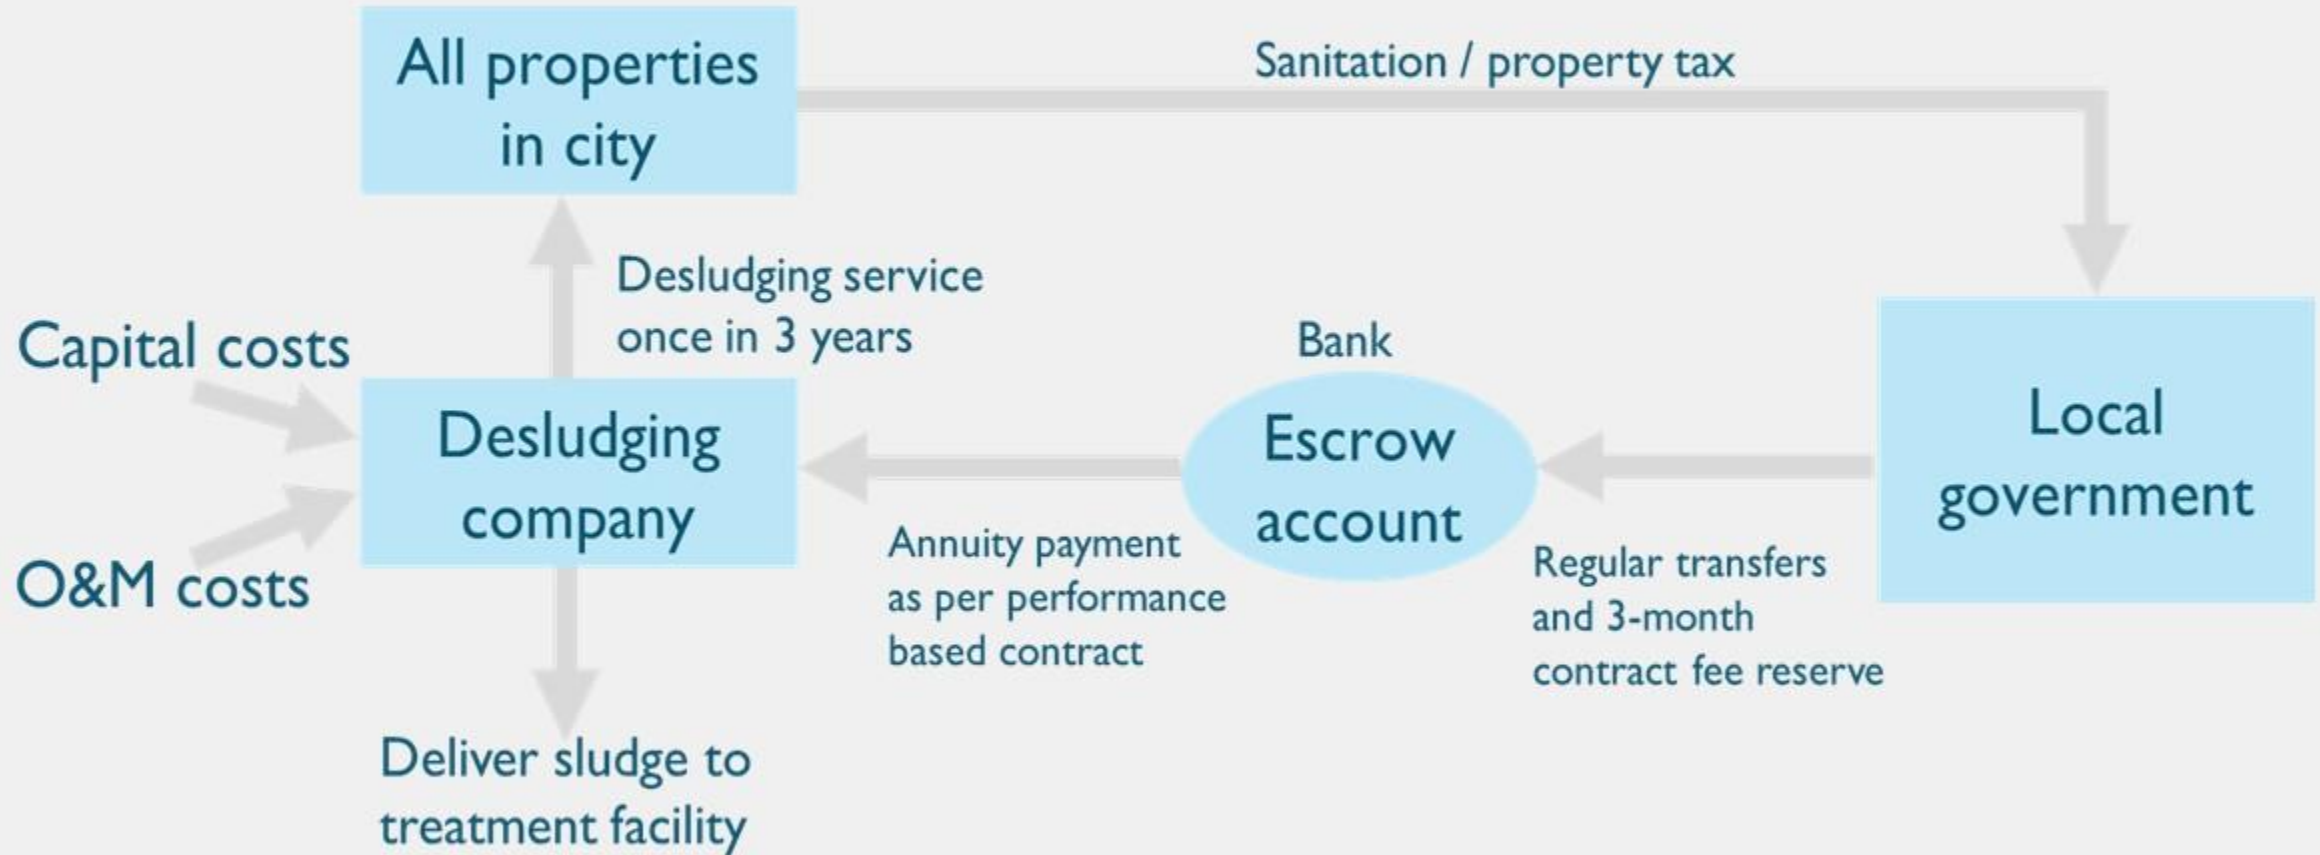 All properties
in city
Sanitation / property tax
Desludging service
once in 3 years
Capital costs
Bank
Desludging
company
Escrow
account
Local
government
O&M costs
Annuity payment
as per performance
based contract
Regular transfers
and 3-month
contract fee reserve
Deliver sludge to
treatment facility